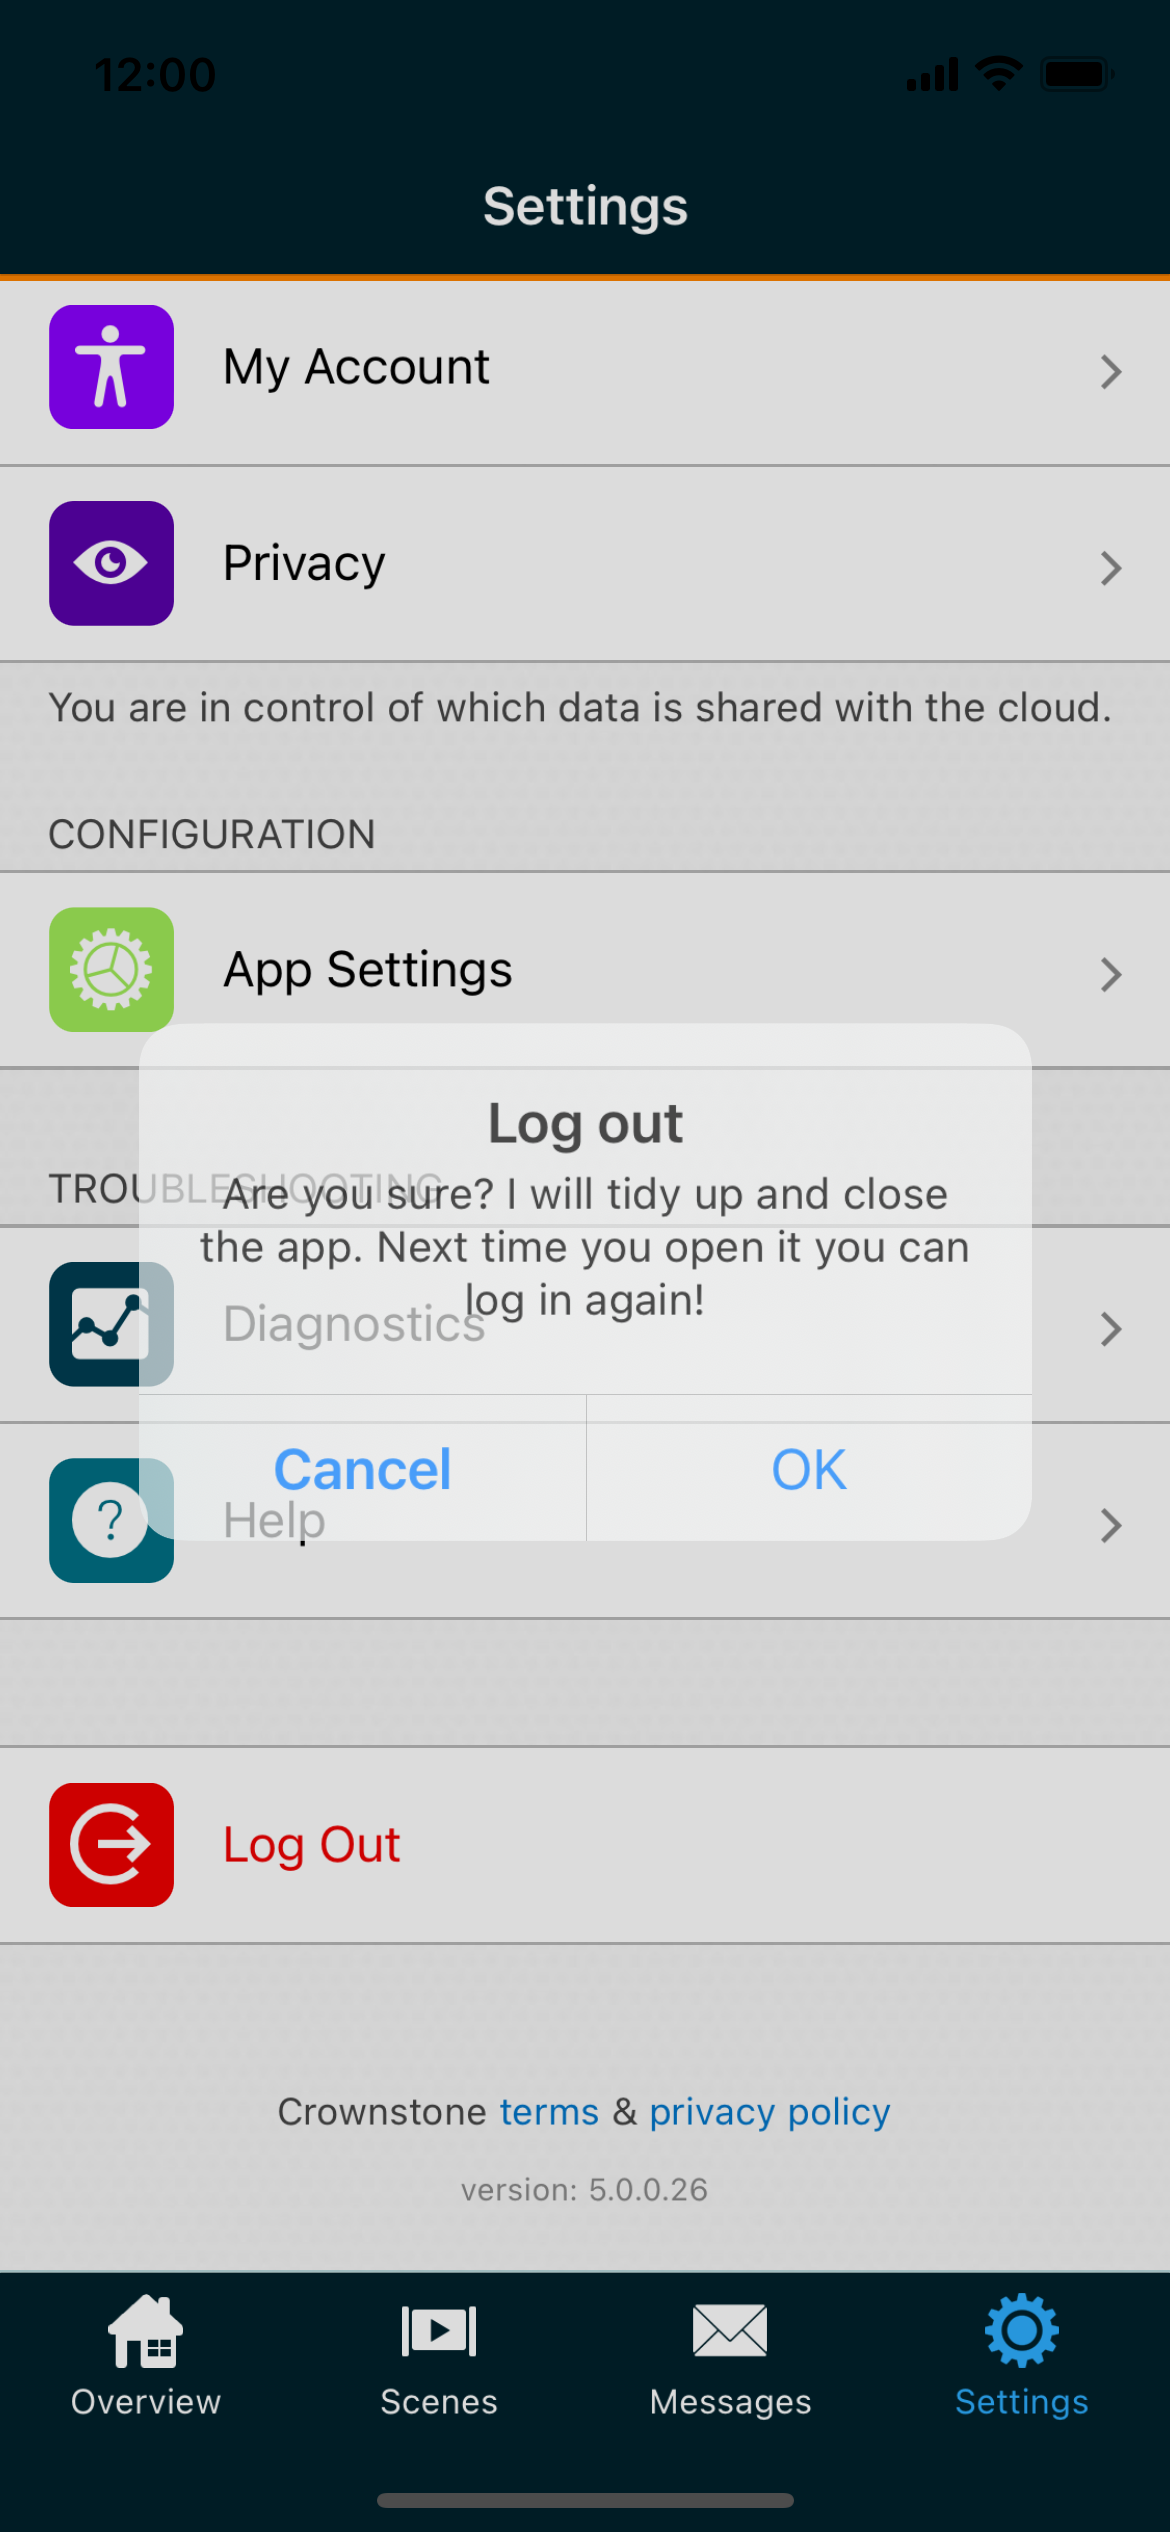 12:00
Settings
My Account
Privacy
You are in control of which data is shared with the cloud.
CONFIGURATION
App Settings
Log out
TROUBLESHOOTING
Are you sure? I will tidy up and close
the app. Next time you open it you can
log in again!
Diagnostics
Cancel
OK
Help
Log Out
Crownstone terms & privacy policy
version: 5.0.0.26
Overview
Scenes
Messages
Settings